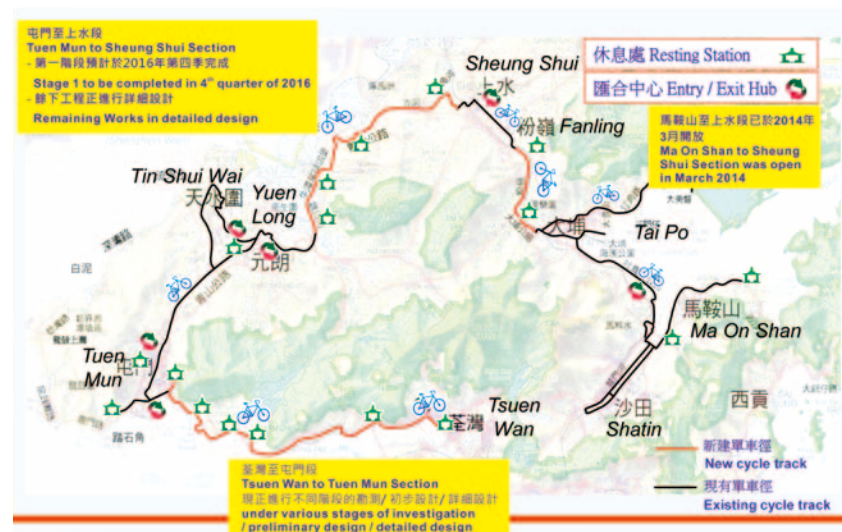 屯門至上水段
Tuen Mun to Sheung Shui Section
- 第一階段預計於2016年第四季完成
Stage 1 to be completed in 4th quarter of 2016
- 餘下工程正進行詳細設計
Remaining Works in detailed design
休息處 Resting Station
匯合中心 Entry / Exit Hub
馬鞍山至上水段已於2014年
3月開放
Ma On Shan to Sheung
Shui Section was open
in March 2014
Sheung Shui
上水
粉嶺 Fanling
Tin Shui Wai
天水圍
Yuen
Long
元朗
青山公路
白泥
大埔
Tai Po
馬鞍山
Ma On Shan
Tuen
Mun
屯門
踏石角
Tsuen
Wan
荃灣
沙田
Shatin
西貢
荃灣至屯門段
Tsuen Wan to Tuen Mun Section
現正進行不同階段的勘測/ 初步設計/ 詳細設計
under various stages of investigation
/ preliminary design / detailed design
新建單車徑
New cycle track
現有單車徑
Existing cycle track